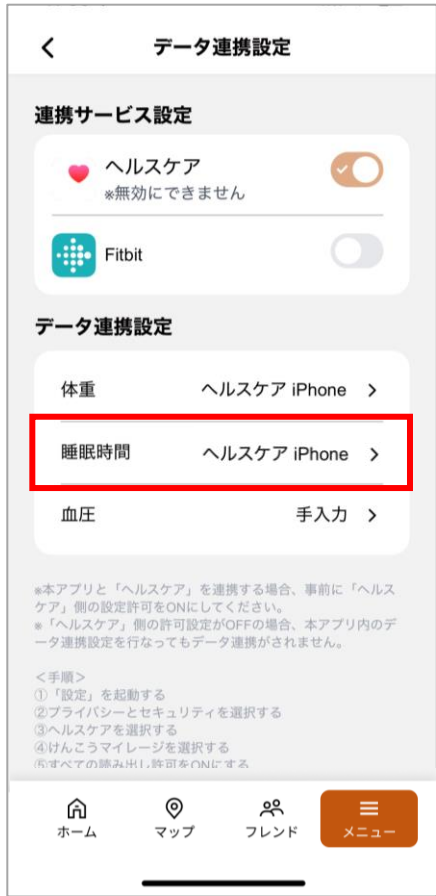 データ連携設定
連携サービス設定
ヘルスケア
※無効にできません
Fitbit
データ連携設定
体重 ヘルスケア iPhone
睡眠時間 ヘルスケア iPhone
血圧 手入力
※本アプリと「ヘルスケア」を連携する場合、事前に「ヘルス
ケア」側の設定許可をONにしてください。
※「ヘルスケア」側の許可設定がOFFの場合、本アプリ内のデ
ータ連携設定を行なってもデータ連携がされません。
＜手順＞
①「設定」を起動する
②プライバシーとセキュリティを選択する
③ヘルスケアを選択する
④けんこうマイレージを選択する
⑤すべての読み出し許可をONにする
ホーム マップ フレンド メニュー